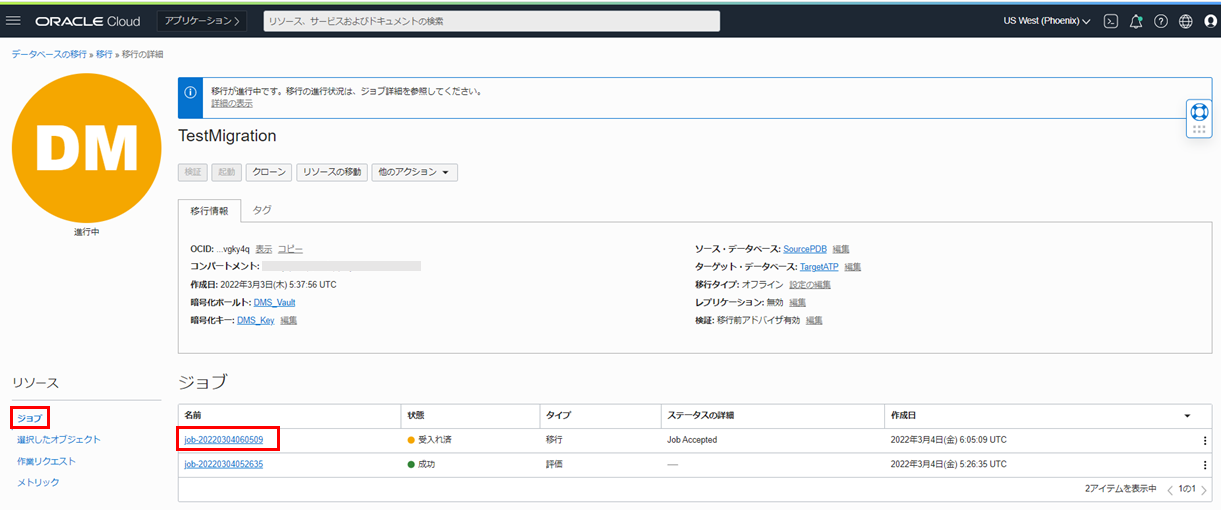 ORACLE Cloud アプリケーション リソース、サービスおよびドキュメントの検索 US West (Phoenix)
データベースの移行 » 移行 » 移行の詳細
DM
進行中
移行が進行中です。移行の進行状況は、ジョブ詳細を参照してください。
詳細の表示
TestMigration
検証 起動 クローン リソースの移動 他のアクション
移行情報 タグ
OCID: ...vgky4q 表示 コピー
コンパートメント:
作成日: 2022年3月3日(木) 5:37:56 UTC
暗号化ボールト: DMS_Vault
暗号化キー: DMS_Key 編集
ソース・データベース: SourcePDB 編集
ターゲット・データベース: TargetATP 編集
移行タイプ: オフライン 設定の編集
レプリケーション: 無効 編集
検証: 移行前アドバイザ有効 編集
リソース
ジョブ
選択したオブジェクト
作業リクエスト
メトリック
ジョブ
名前 状態 タイプ ステータスの詳細 作成日
job-20220304060509 受入れ済 移行 Job Accepted 2022年3月4日(金) 6:05:09 UTC
job-20220304052635 成功 評価 — 2022年3月4日(金) 5:26:35 UTC
2アイテムを表示中 1の1